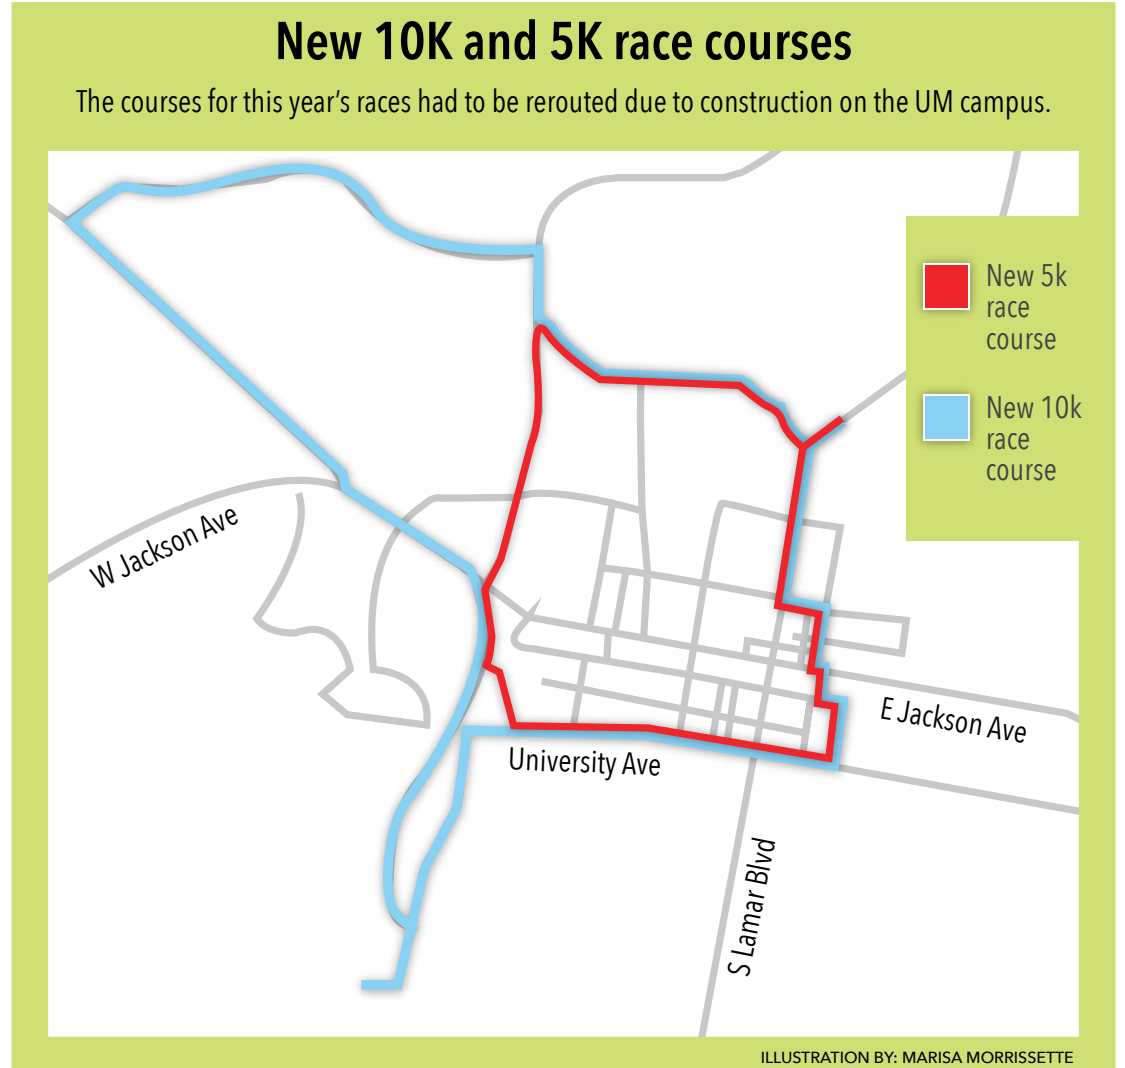 New 10K and 5K race courses
The courses for this year’s races had to be rerouted due to construction on the UM campus.
New 5k
race
course
New 10k
race
course
W Jackson Ave
E Jackson Ave
University Ave
S Lamar Blvd
ILLUSTRATION BY: MARISA MORRISSETTE